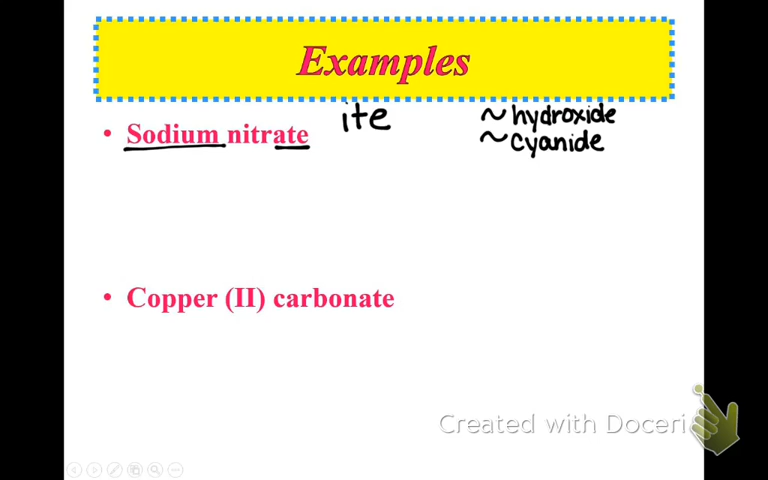 Examples
• Sodium nitrate ite ~hydroxide
~cyanide
• Copper (II) carbonate
Created with Doceri